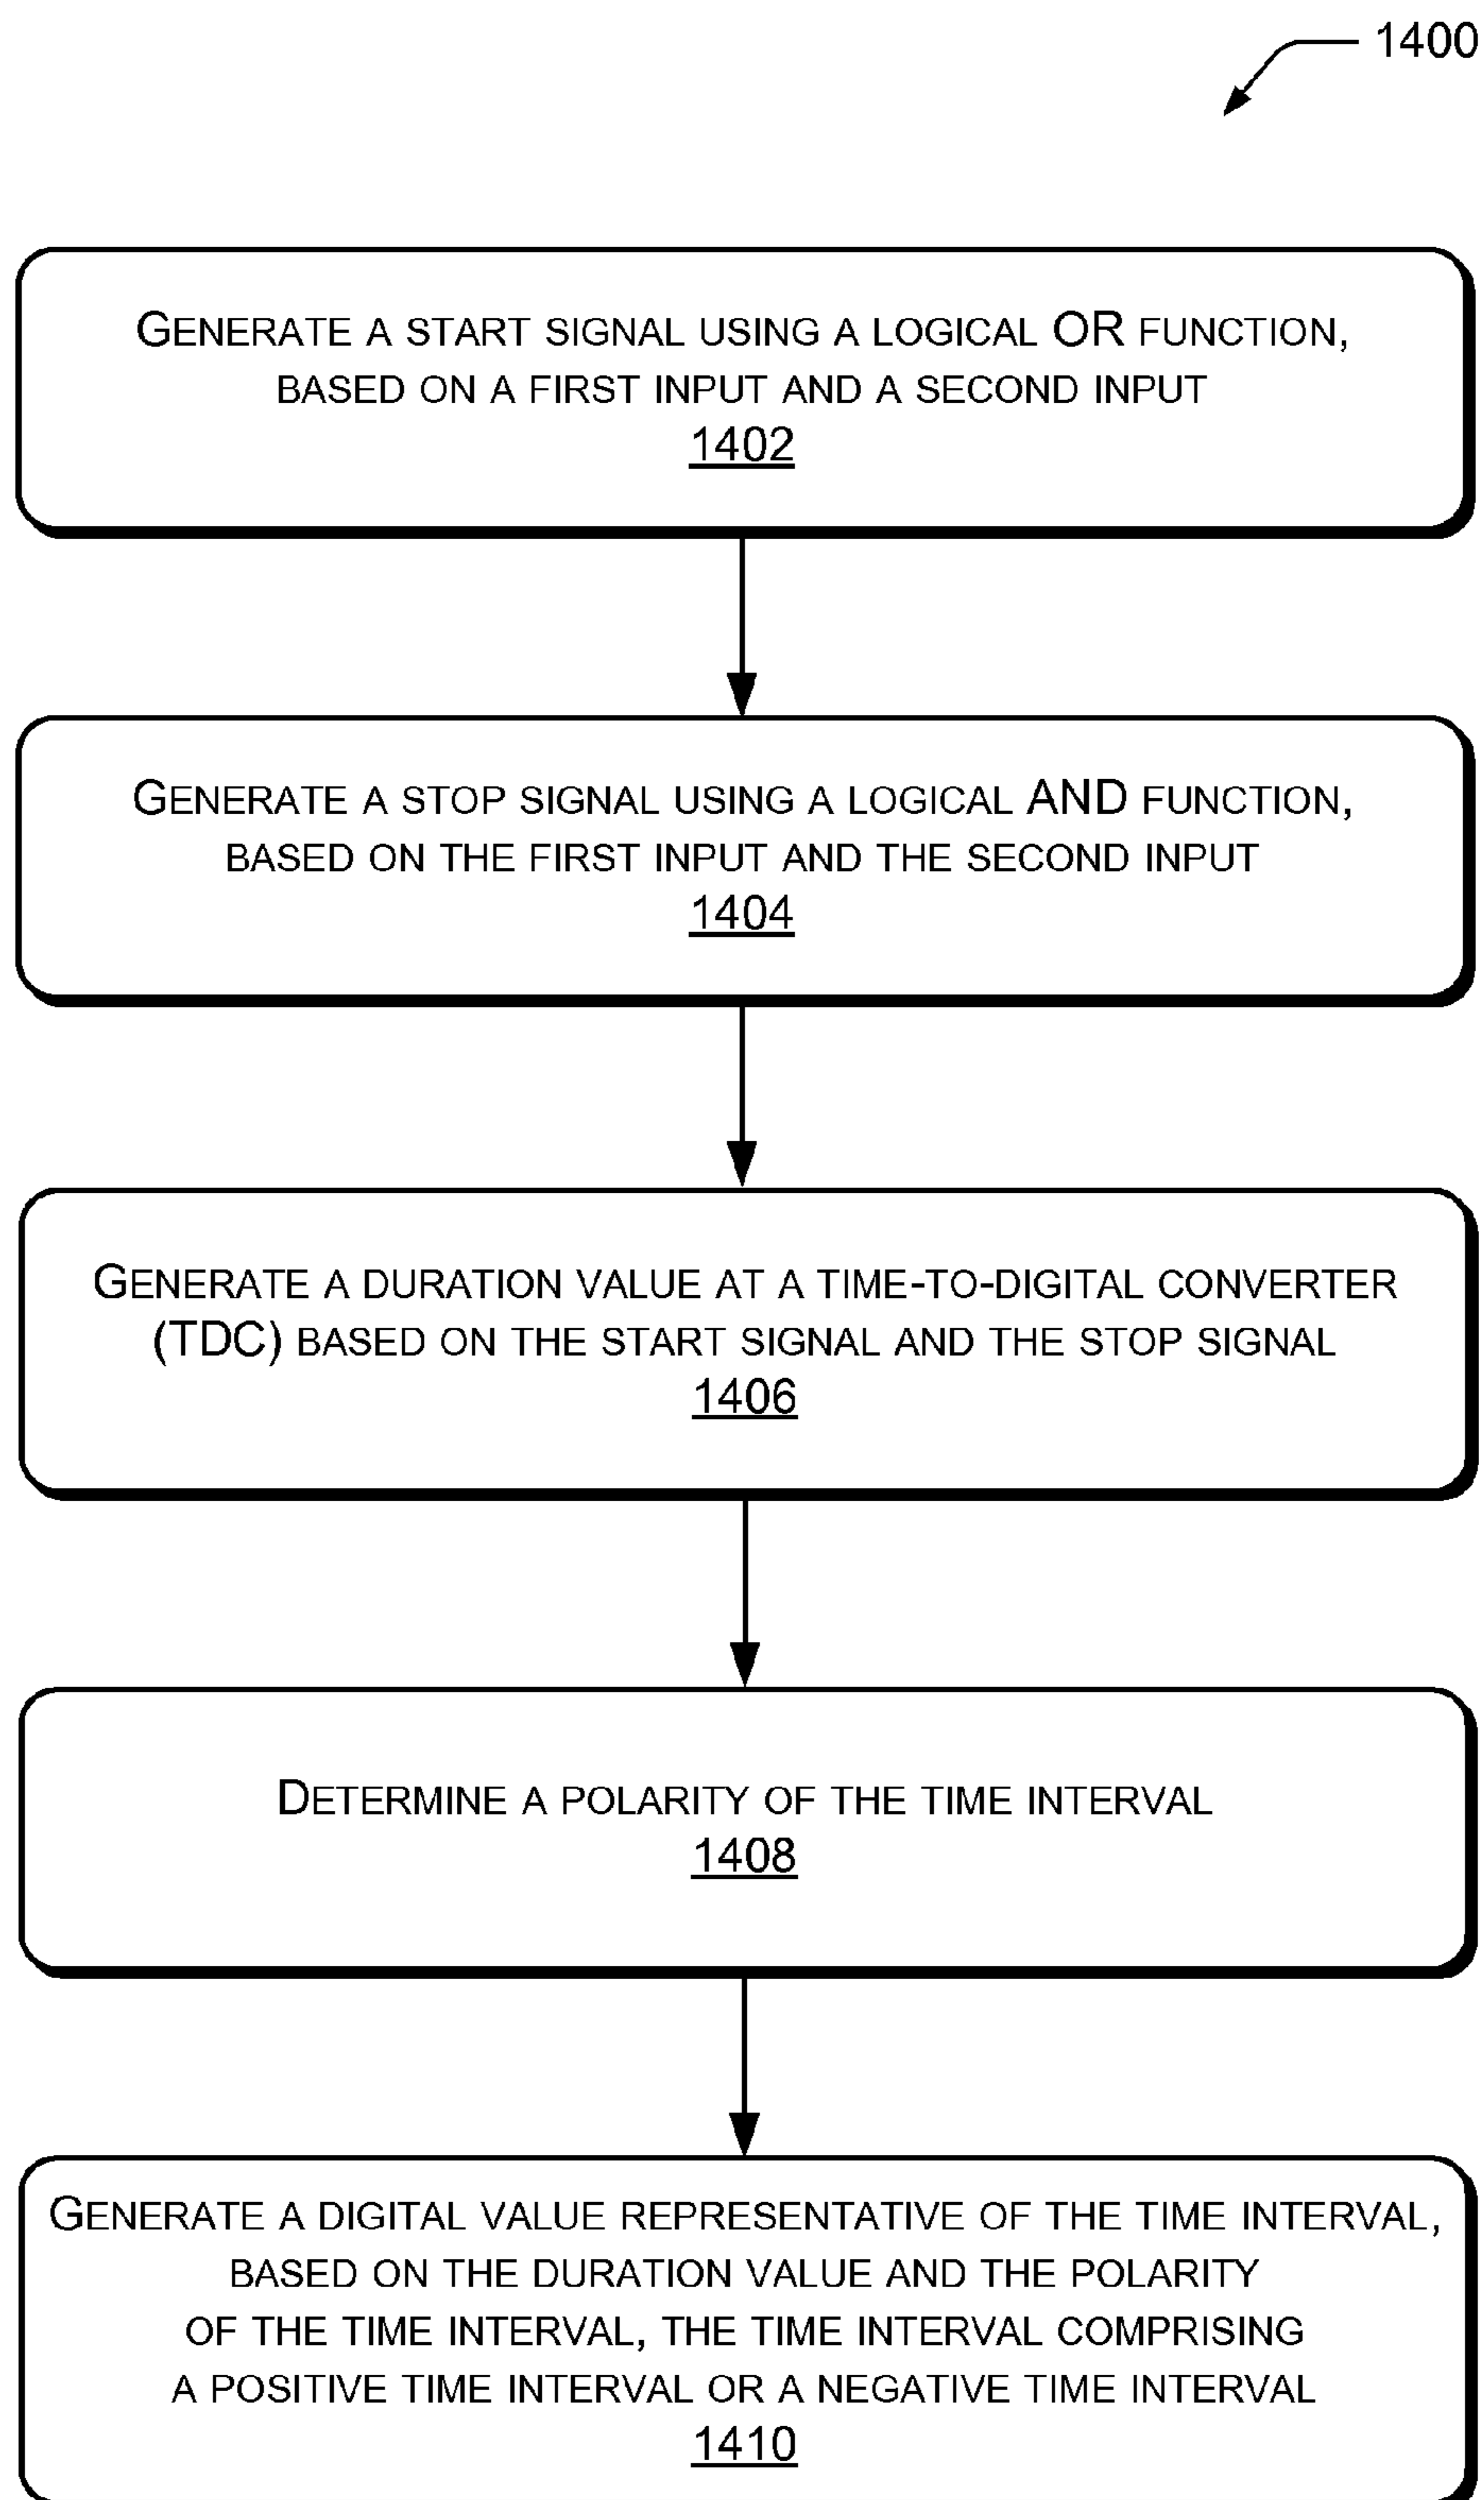 1400
GENERATE A START SIGNAL USING A LOGICAL OR FUNCTION,
BASED ON A FIRST INPUT AND A SECOND INPUT
1402
GENERATE A STOP SIGNAL USING A LOGICAL AND FUNCTION,
BASED ON THE FIRST INPUT AND THE SECOND INPUT
1404
GENERATE A DURATION VALUE AT A TIME-TO-DIGITAL CONVERTER
(TDC) BASED ON THE START SIGNAL AND THE STOP SIGNAL
1406
DETERMINE A POLARITY OF THE TIME INTERVAL
1408
GENERATE A DIGITAL VALUE REPRESENTATIVE OF THE TIME INTERVAL,
BASED ON THE DURATION VALUE AND THE POLARITY
OF THE TIME INTERVAL, THE TIME INTERVAL COMPRISING
A POSITIVE TIME INTERVAL OR A NEGATIVE TIME INTERVAL
1410